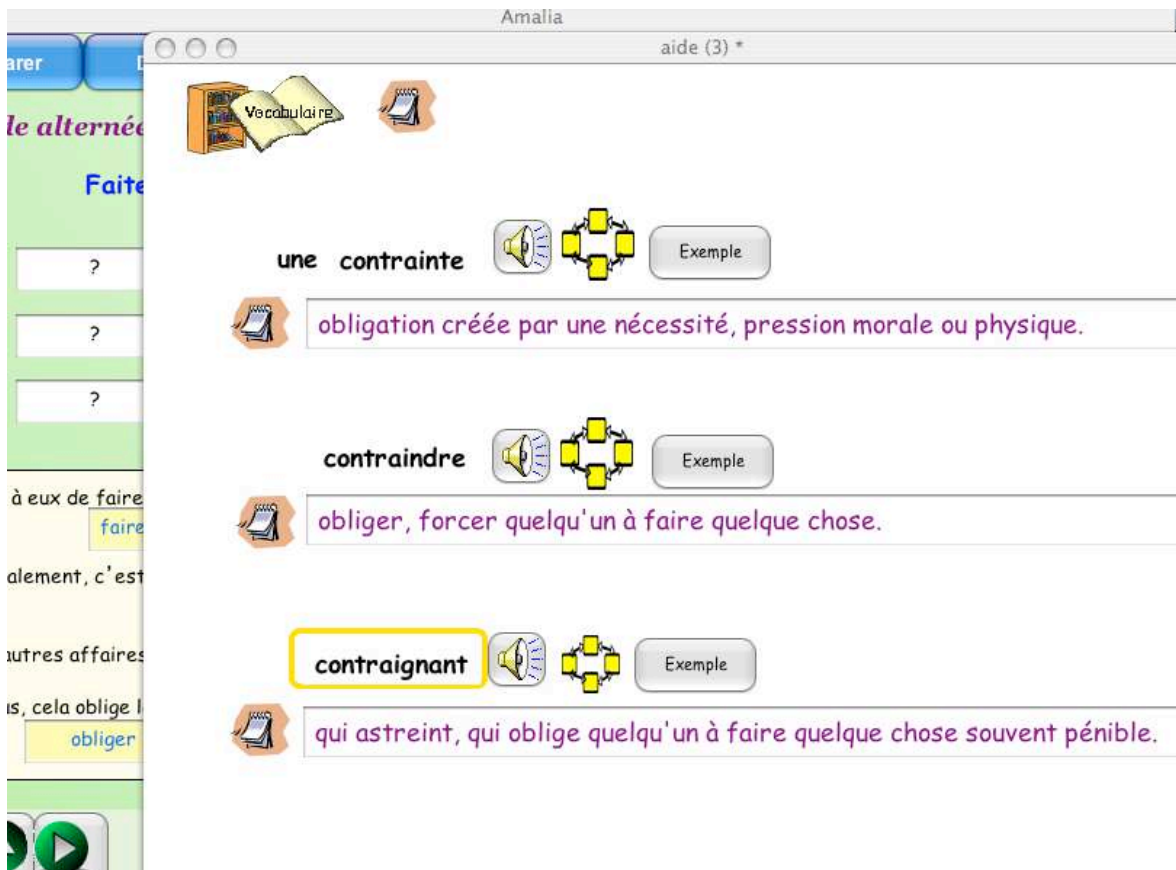 Amalia
aide (3) *
arer
Vocabulaire
le alternée
Faite
?
?
?
une contrainte
Exemple
obligation créée par une nécessité, pression morale ou physique.
contraindre
Exemple
obliger, forcer quelqu'un à faire quelque chose.
à eux de faire
faire
alement, c'est
autres affaires
contraignant
Exemple
us, cela oblige l
obliger
qui astreint, qui oblige quelqu'un à faire quelque chose souvent pénible.